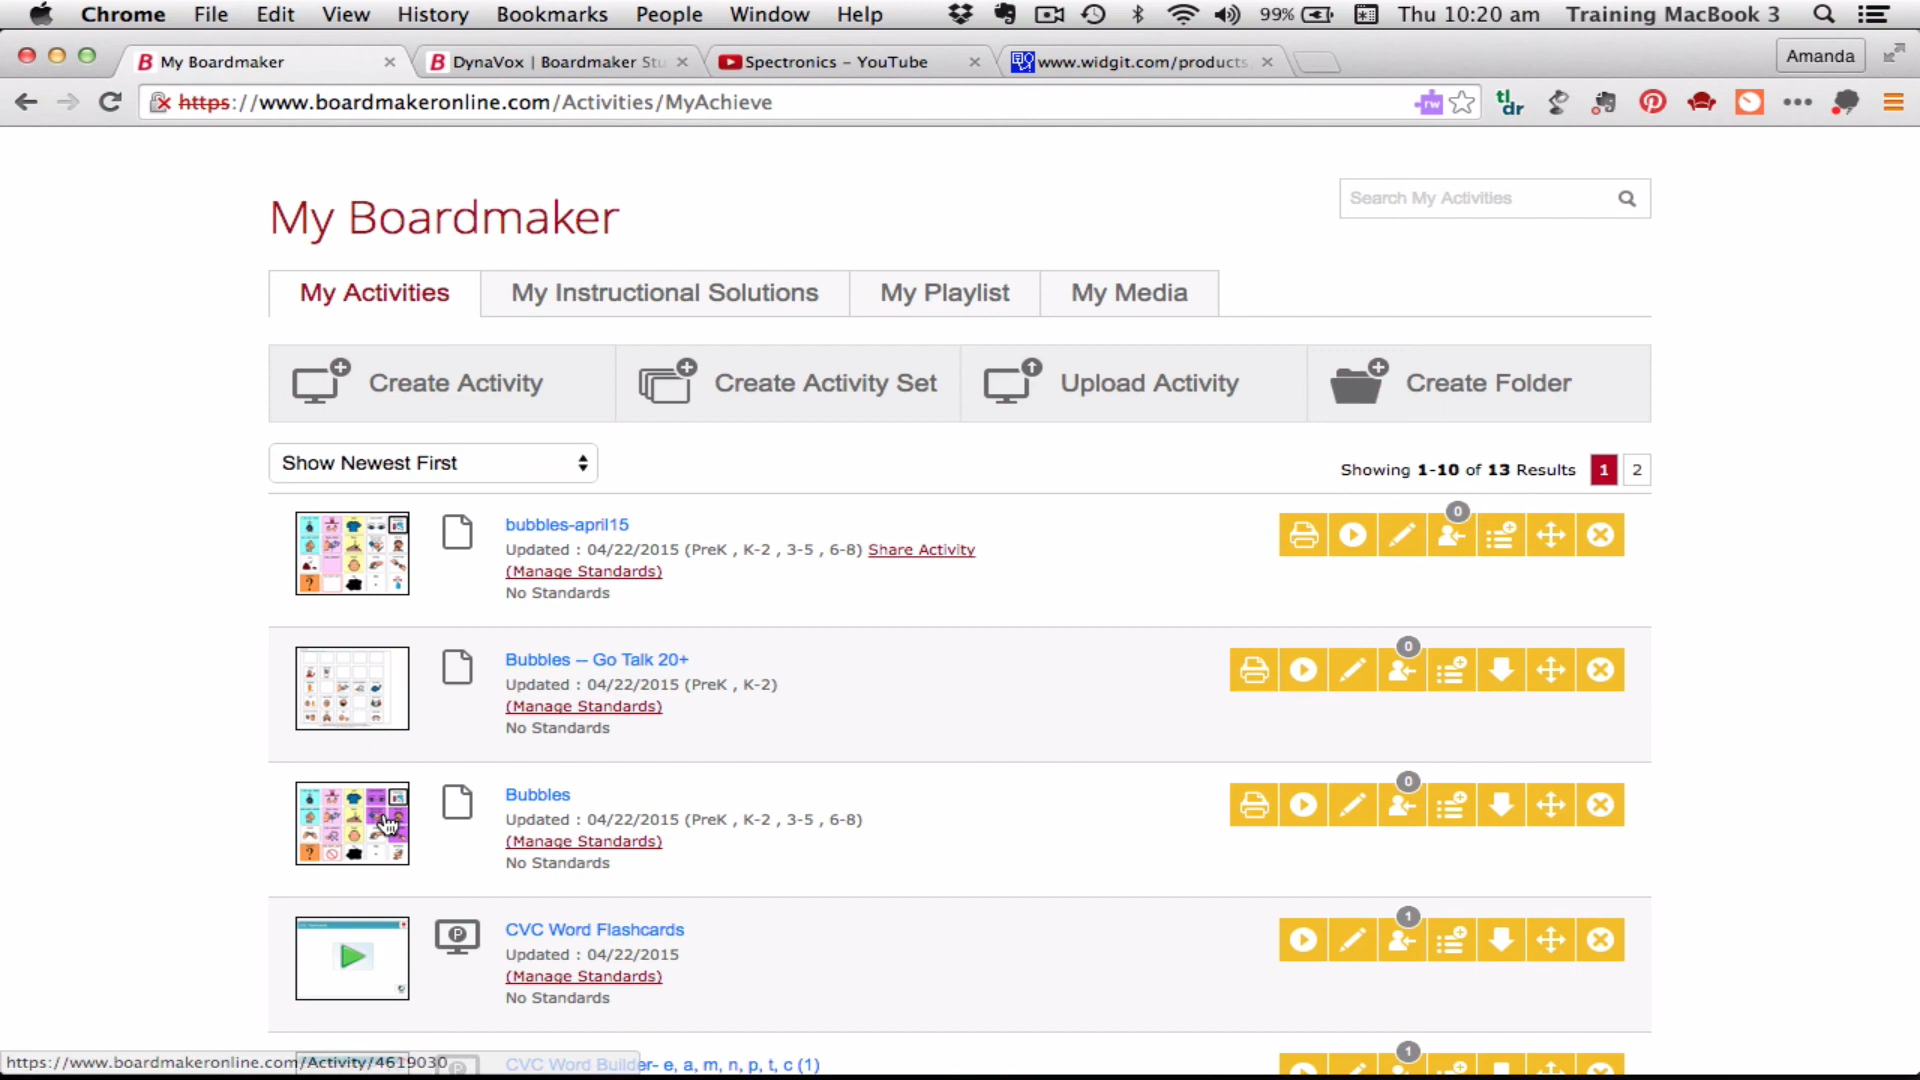 Chrome File Edit View History Bookmarks People Window Help 99% Thu 10:20 am Training MacBook 3
My Boardmaker
DynaVox | Boardmaker Stu
Spectronics – YouTube
www.widgit.com/products
Amanda
https://www.boardmakeronline.com/Activities/MyAchieve
rw
tl;dr
My Boardmaker
Search My Activities
My Activities
My Instructional Solutions
My Playlist
My Media
Create Activity
Create Activity Set
Upload Activity
Create Folder
Show Newest First
Showing 1-10 of 13 Results 1 2
bubbles-april15
0
Updated : 04/22/2015 (PreK , K-2 , 3-5 , 6-8) Share Activity
(Manage Standards)
No Standards
Bubbles -- Go Talk 20+
0
Updated : 04/22/2015 (PreK , K-2)
(Manage Standards)
No Standards
Bubbles
0
Updated : 04/22/2015 (PreK , K-2 , 3-5 , 6-8)
(Manage Standards)
No Standards
P
CVC Word Flashcards
1
Updated : 04/22/2015
(Manage Standards)
No Standards
CVC Word Builder- e, a, m, n, p, t, c (1)
1
https://www.boardmakeronline.com/Activity/4619030